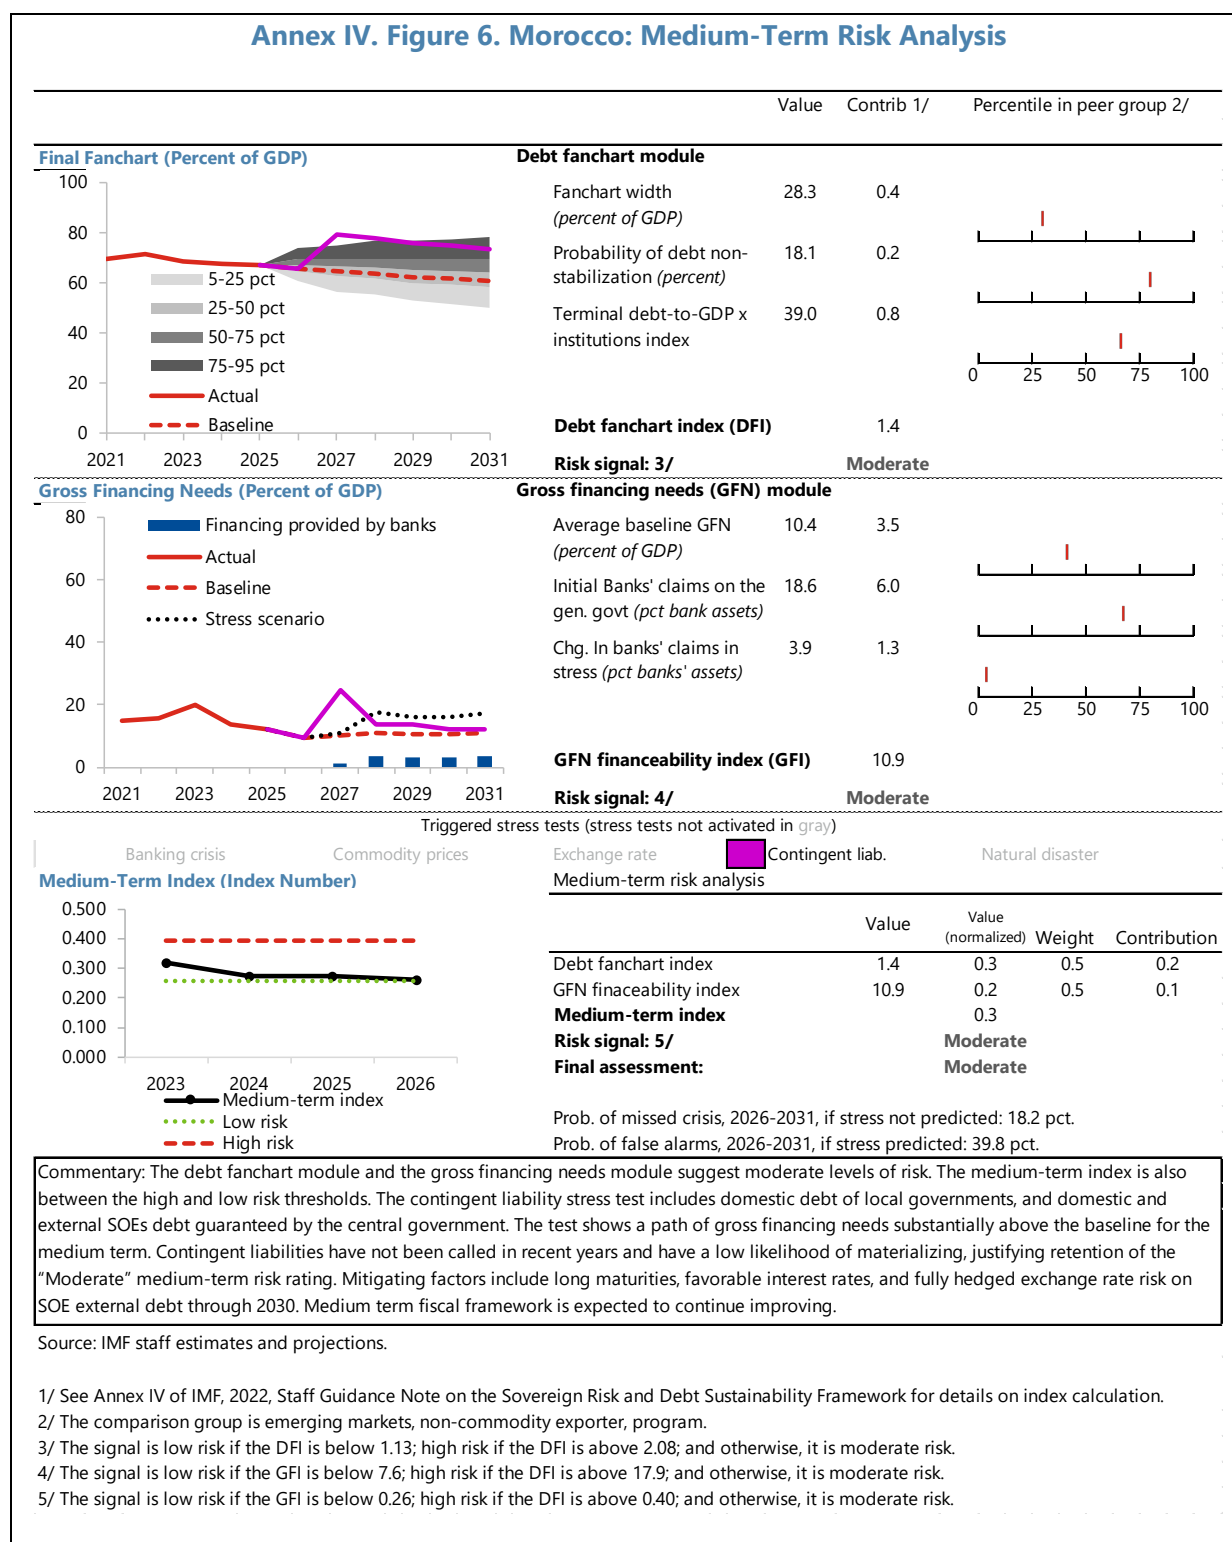 Annex IV. Figure 6. Morocco: Medium-Term Risk Analysis
Value Contrib 1/ Percentile in peer group 2/
Final Fanchart (Percent of GDP)
100
80
60
40
20
0
5-25 pct
25-50 pct
50-75 pct
75-95 pct
Actual
Baseline
2021 2023 2025 2027 2029 2031
Debt fanchart module
Fanchart width 28.3 0.4
(percent of GDP)
Probability of debt non- 18.1 0.2
stabilization (percent)
Terminal debt-to-GDP x 39.0 0.8
institutions index
0 25 50 75 100
Debt fanchart index (DFI) 1.4
Risk signal: 3/ Moderate
Gross Financing Needs (Percent of GDP)
80
60
40
20
0
Financing provided by banks
Actual
Baseline
Stress scenario
2021 2023 2025 2027 2029 2031
Gross financing needs (GFN) module
Average baseline GFN 10.4 3.5
(percent of GDP)
Initial Banks' claims on the 18.6 6.0
gen. govt (pct bank assets)
Chg. In banks' claims in 3.9 1.3
stress (pct banks' assets)
0 25 50 75 100
GFN financeability index (GFI) 10.9
Risk signal: 4/ Moderate
Triggered stress tests (stress tests not activated in gray)
Banking crisis Commodity prices Exchange rate Contingent liab. Natural disaster
Medium-Term Index (Index Number)
0.500
0.400
0.300
0.200
0.100
0.000
2023 2024 2025 2026
Medium-term index
Low risk
High risk
Medium-term risk analysis
Value Value (normalized) Weight Contribution
Debt fanchart index 1.4 0.3 0.5 0.2
GFN finaceability index 10.9 0.2 0.5 0.1
Medium-term index 0.3
Risk signal: 5/ Moderate
Final assessment: Moderate
Prob. of missed crisis, 2026-2031, if stress not predicted: 18.2 pct.
Prob. of false alarms, 2026-2031, if stress predicted: 39.8 pct.
Commentary: The debt fanchart module and the gross financing needs module suggest moderate levels of risk. The medium-term index is also
between the high and low risk thresholds. The contingent liability stress test includes domestic debt of local governments, and domestic and
external SOEs debt guaranteed by the central government. The test shows a path of gross financing needs substantially above the baseline for the
medium term. Contingent liabilities have not been called in recent years and have a low likelihood of materializing, justifying retention of the
“Moderate” medium-term risk rating. Mitigating factors include long maturities, favorable interest rates, and fully hedged exchange rate risk on
SOE external debt through 2030. Medium term fiscal framework is expected to continue improving.
Source: IMF staff estimates and projections.
1/ See Annex IV of IMF, 2022, Staff Guidance Note on the Sovereign Risk and Debt Sustainability Framework for details on index calculation.
2/ The comparison group is emerging markets, non-commodity exporter, program.
3/ The signal is low risk if the DFI is below 1.13; high risk if the DFI is above 2.08; and otherwise, it is moderate risk.
4/ The signal is low risk if the GFI is below 7.6; high risk if the DFI is above 17.9; and otherwise, it is moderate risk.
5/ The signal is low risk if the GFI is below 0.26; high risk if the DFI is above 0.40; and otherwise, it is moderate risk.